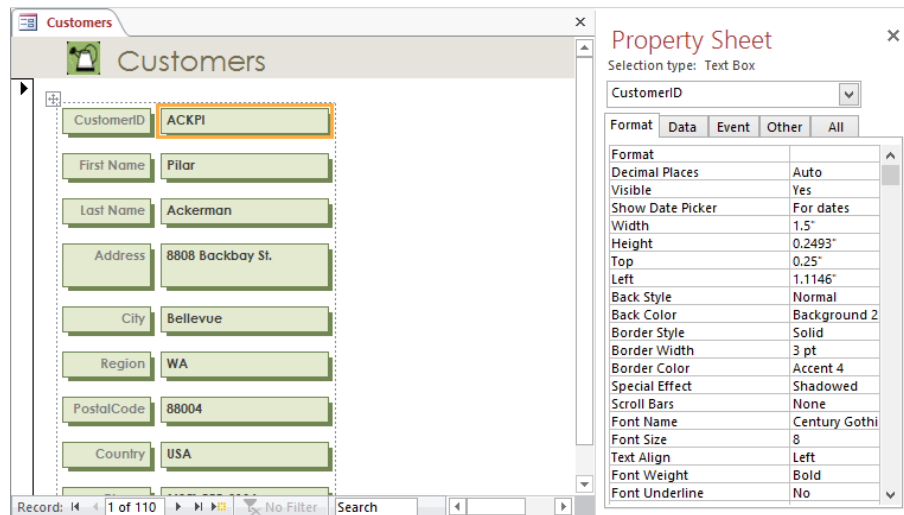 Customers
Customers
CustomerID ACKPI
First Name Pilar
Last Name Ackerman
Address 8808 Backbay St.
City Bellevue
Region WA
PostalCode 88004
Country USA
Record: 1 of 110 No Filter Search
Property Sheet
Selection type: Text Box
CustomerID
Format Data Event Other All
Format
Decimal Places Auto
Visible Yes
Show Date Picker For dates
Width 1.5"
Height 0.2493"
Top 0.25"
Left 1.1146"
Back Style Normal
Back Color Background 2
Border Style Solid
Border Width 3 pt
Border Color Accent 4
Special Effect Shadowed
Scroll Bars None
Font Name Century Gothi
Font Size 8
Text Align Left
Font Weight Bold
Font Underline No